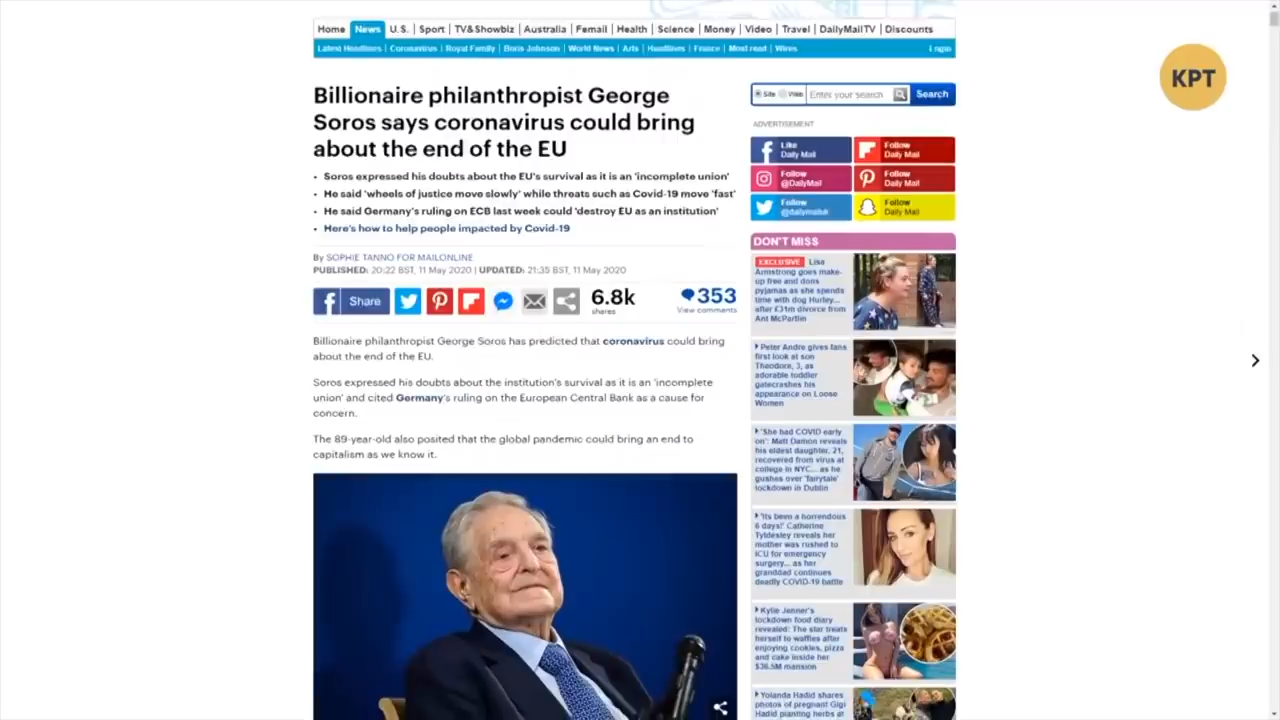 Home News U.S. Sport TV&Showbiz Australia Femail Health Science Money Video Travel DailyMailTV Discounts
Latest Headlines Coronavirus Royal Family Boris Johnson World News Arts Headlines France Most read Wires Login
KPT
Billionaire philanthropist George
Soros says coronavirus could bring
about the end of the EU
• Soros expressed his doubts about the EU's survival as it is an 'incomplete union'
• He said 'wheels of justice move slowly' while threats such as Covid-19 move 'fast'
• He said Germany's ruling on ECB last week could 'destroy EU as an institution'
• Here's how to help people impacted by Covid-19
By SOPHIE TANNO FOR MAILONLINE
PUBLISHED: 20:22 BST, 11 May 2020 | UPDATED: 21:35 BST, 11 May 2020
Share
6.8k
shares
353
View comments
Billionaire philanthropist George Soros has predicted that coronavirus could bring
about the end of the EU.
Soros expressed his doubts about the institution's survival as it is an 'incomplete
union' and cited Germany's ruling on the European Central Bank as a cause for
concern.
The 89-year-old also posited that the global pandemic could bring an end to
capitalism as we know it.
Site Web Enter your search Search
ADVERTISEMENT
Like
Daily Mail
Follow
Daily Mail
Follow
@DailyMail
Follow
Daily Mail
Follow
@dailymailuk
Follow
Daily Mail
DON'T MISS
EXCLUSIVE Lisa
Armstrong goes make-
up free and dons
pyjamas as she spends
time with dog Hurley...
after £31m divorce from
Ant McPartlin
Peter Andre gives fans
first look at son
Theodore, 3, as
adorable toddler
gatecrashes his
appearance on Loose
Women
'She had COVID early
on': Matt Damon reveals
his eldest daughter, 21,
recovered from virus at
college in NYC... as he
gushes over 'fairytale'
lockdown in Dublin
'Its been a horrendous
6 days!' Catherine
Tyldesley reveals her
mother was rushed to
ICU for emergency
surgery... as her
granddad continues
deadly COVID-19 battle
Kylie Jenner's
lockdown food diary
revealed: The star treats
herself to waffles after
enjoying cookies, pizza
and cake inside her
$36.5M mansion
Yolanda Hadid shares
photos of pregnant Gigi
Hadid planting herbs at